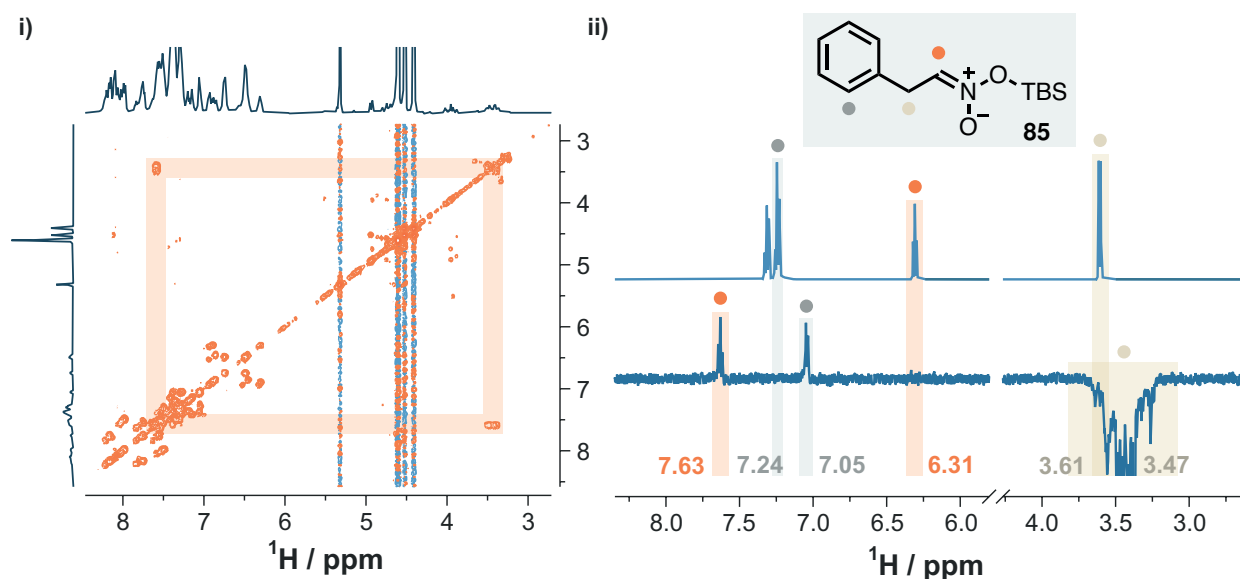 i)
3
4
5
6
7
8
8 7 6 5 4 3
¹H / ppm
ii)
+
N
O
TBS
O−
85
7.63 7.24 7.05 6.31 3.61 3.47
8.0 7.5 7.0 6.5 6.0 4.0 3.5 3.0
¹H / ppm